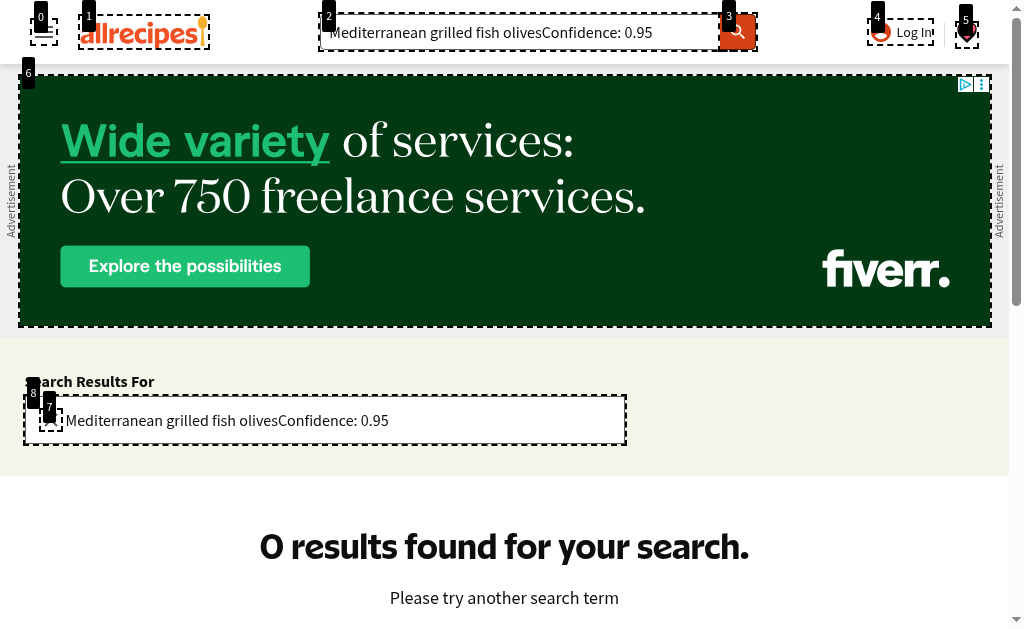 0
1
2
3
4
5
allrecipes
Mediterranean grilled fish olivesConfidence: 0.95
Log In
6
Advertisement
Wide variety of services:
Over 750 freelance services.
Explore the possibilities
fiverr.
Advertisement
Search Results For
8
7
Mediterranean grilled fish olivesConfidence: 0.95
0 results found for your search.
Please try another search term